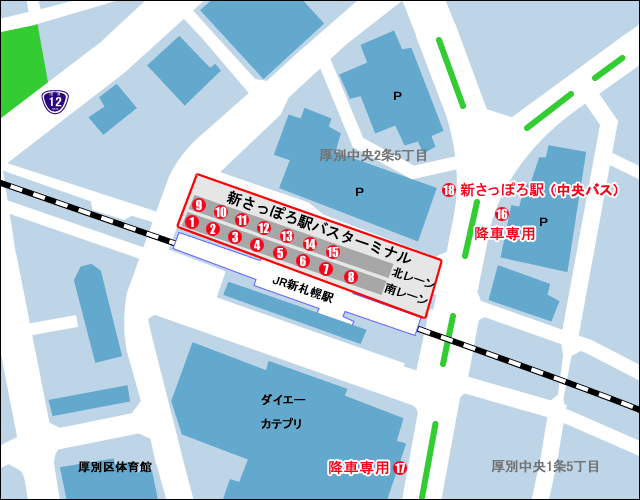 12
P
厚別中央2条5丁目
P
18 新さっぽろ駅（中央バス）
16 P
降車専用
新さっぽろ駅バスターミナル
9 10 11 12 13 14 15
北レーン
1 2 3 4 5 6 7 8
南レーン
JR新札幌駅
ダイエー
カテプリ
厚別区体育館
降車専用 17
厚別中央1条5丁目